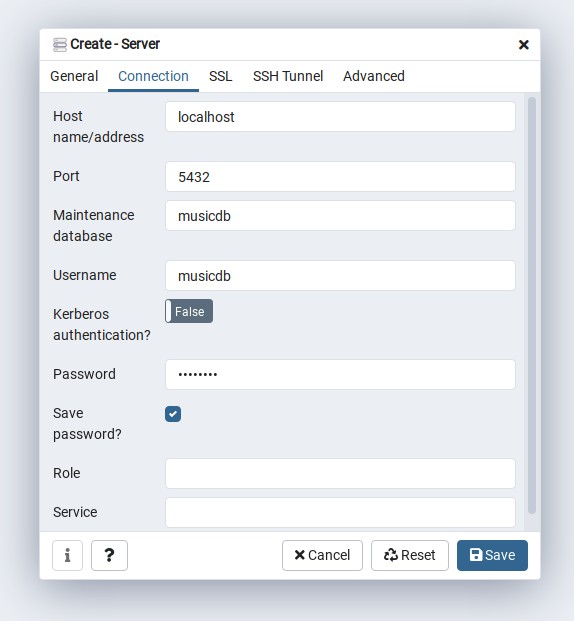 Create - Server
General Connection SSL SSH Tunnel Advanced
Host
name/address
localhost
Port
5432
Maintenance
database
musicdb
Username
musicdb
Kerberos
authentication?
False
Password
••••••••
Save
password?
Role
Service
i ? Cancel Reset Save